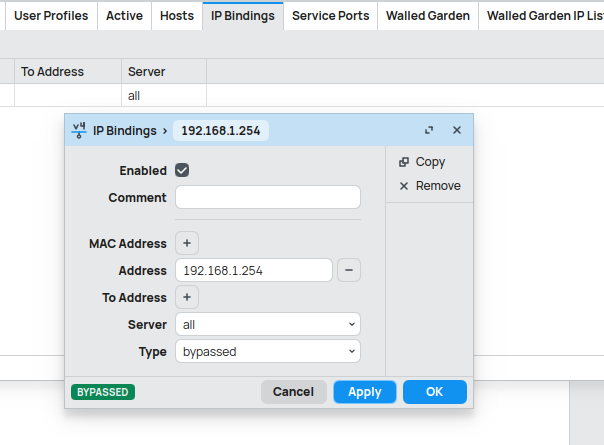 User Profiles Active Hosts IP Bindings Service Ports Walled Garden Walled Garden IP Lis
To Address Server
all
v4 IP Bindings › 192.168.1.254
Enabled
Copy
Comment
Remove
MAC Address
Address 192.168.1.254
To Address
Server all
Type bypassed
BYPASSED Cancel Apply OK